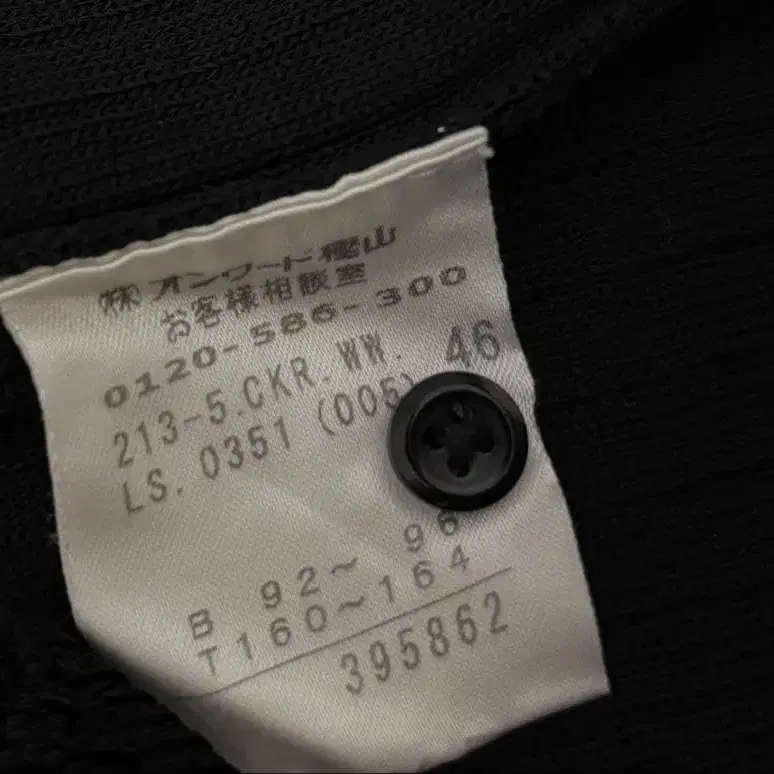 ㈱オンワード樫山
お客様相談室
0120-586-300
213-5.CKR.WW. 46
LS. 0351 (005)
B 92～ 96
T160～164
395862